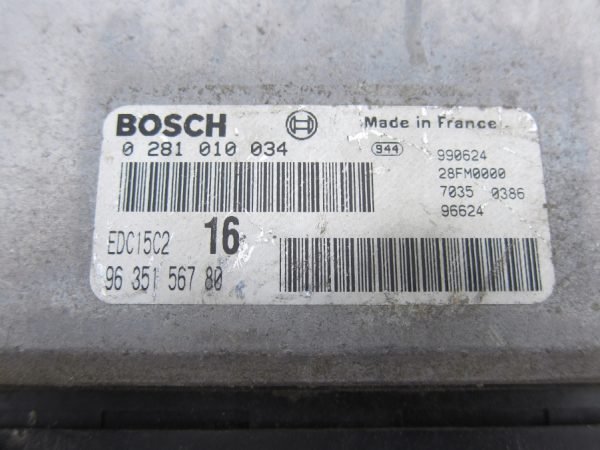 BOSCH Made in France
0 281 010 034 944 990624
28FM0000
7035 0386
96624
EDC15C2 16
96 351 567 80